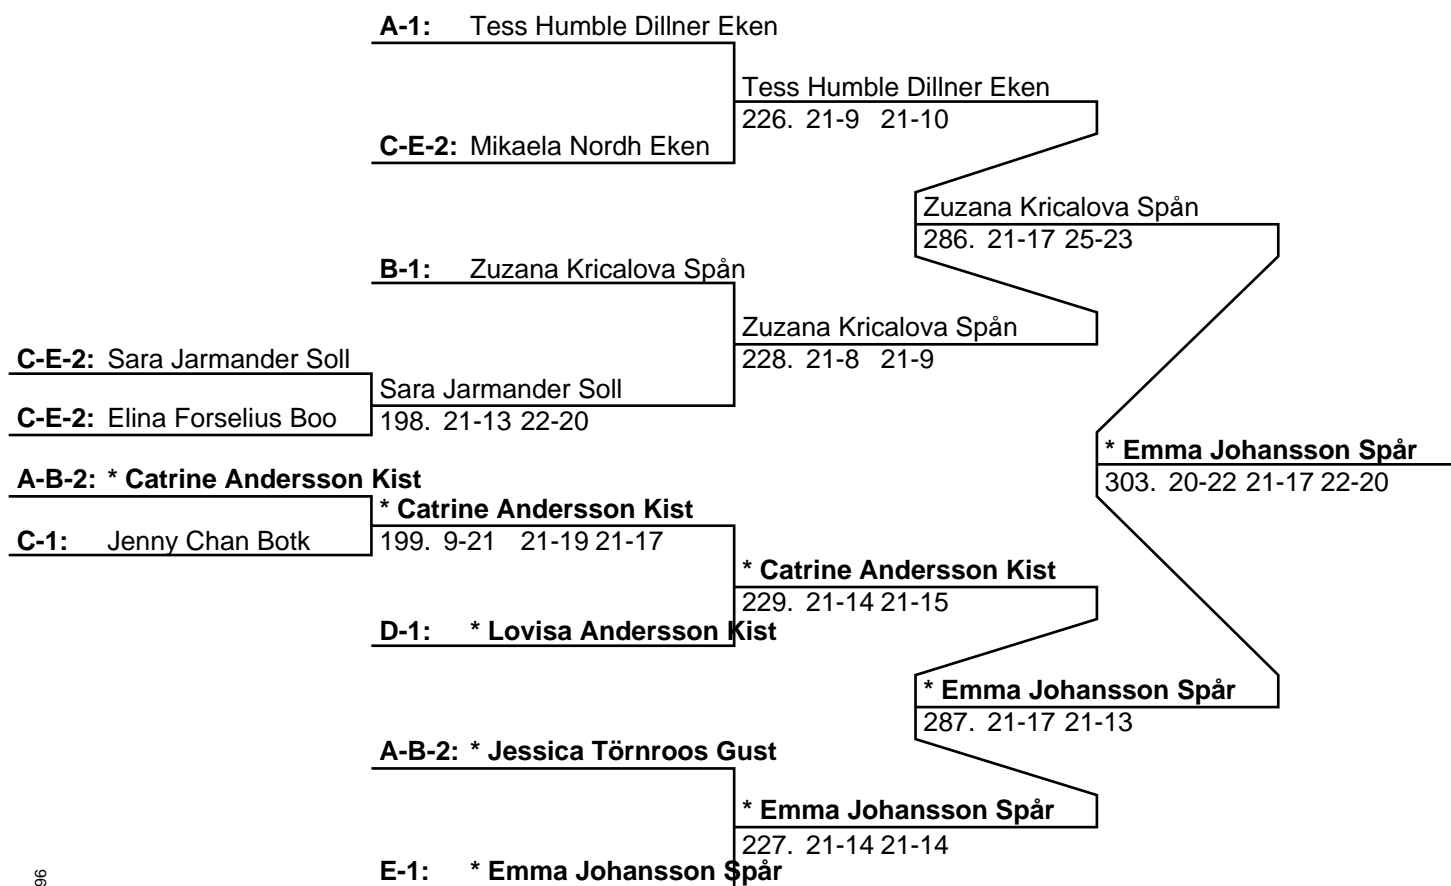 A-1: Tess Humble Dillner Eken
Tess Humble Dillner Eken
226. 21-9 21-10
C-E-2: Mikaela Nordh Eken
Zuzana Kricalova Spån
286. 21-17 25-23
B-1: Zuzana Kricalova Spån
Zuzana Kricalova Spån
228. 21-8 21-9
C-E-2: Sara Jarmander Soll
Sara Jarmander Soll
198. 21-13 22-20
C-E-2: Elina Forselius Boo
* Emma Johansson Spår
303. 20-22 21-17 22-20
A-B-2: * Catrine Andersson Kist
* Catrine Andersson Kist
199. 9-21 21-19 21-17
C-1: Jenny Chan Botk
* Catrine Andersson Kist
229. 21-14 21-15
D-1: * Lovisa Andersson Kist
* Emma Johansson Spår
287. 21-17 21-13
A-B-2: * Jessica Törnroos Gust
* Emma Johansson Spår
227. 21-14 21-14
E-1: * Emma Johansson Spår
96